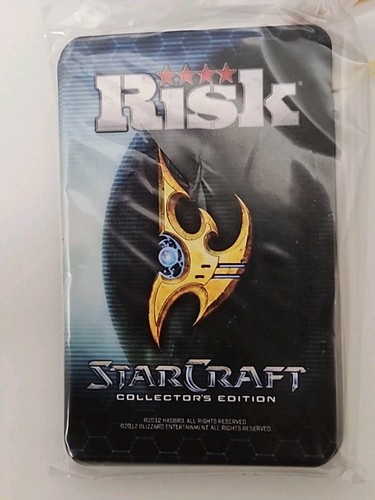 RISK
STARCRAFT
COLLECTOR'S EDITION
©2012 HASBRO. ALL RIGHTS RESERVED.
©2012 BLIZZARD ENTERTAINMENT. ALL RIGHTS RESERVED.